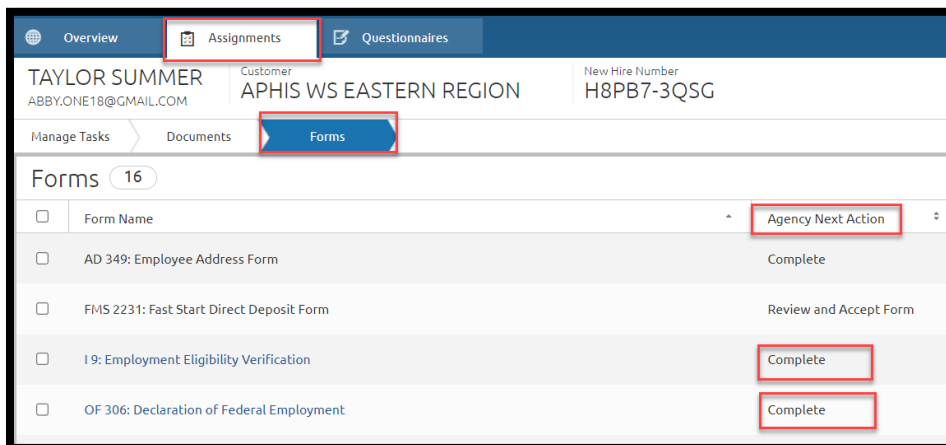 Overview Assignments Questionnaires
TAYLOR SUMMER
ABBY.ONE18@GMAIL.COM
Customer
APHIS WS EASTERN REGION
New Hire Number
H8PB7-3QSG
Manage Tasks Documents Forms
Forms 16
Form Name Agency Next Action
AD 349: Employee Address Form Complete
FMS 2231: Fast Start Direct Deposit Form Review and Accept Form
I 9: Employment Eligibility Verification Complete
OF 306: Declaration of Federal Employment Complete